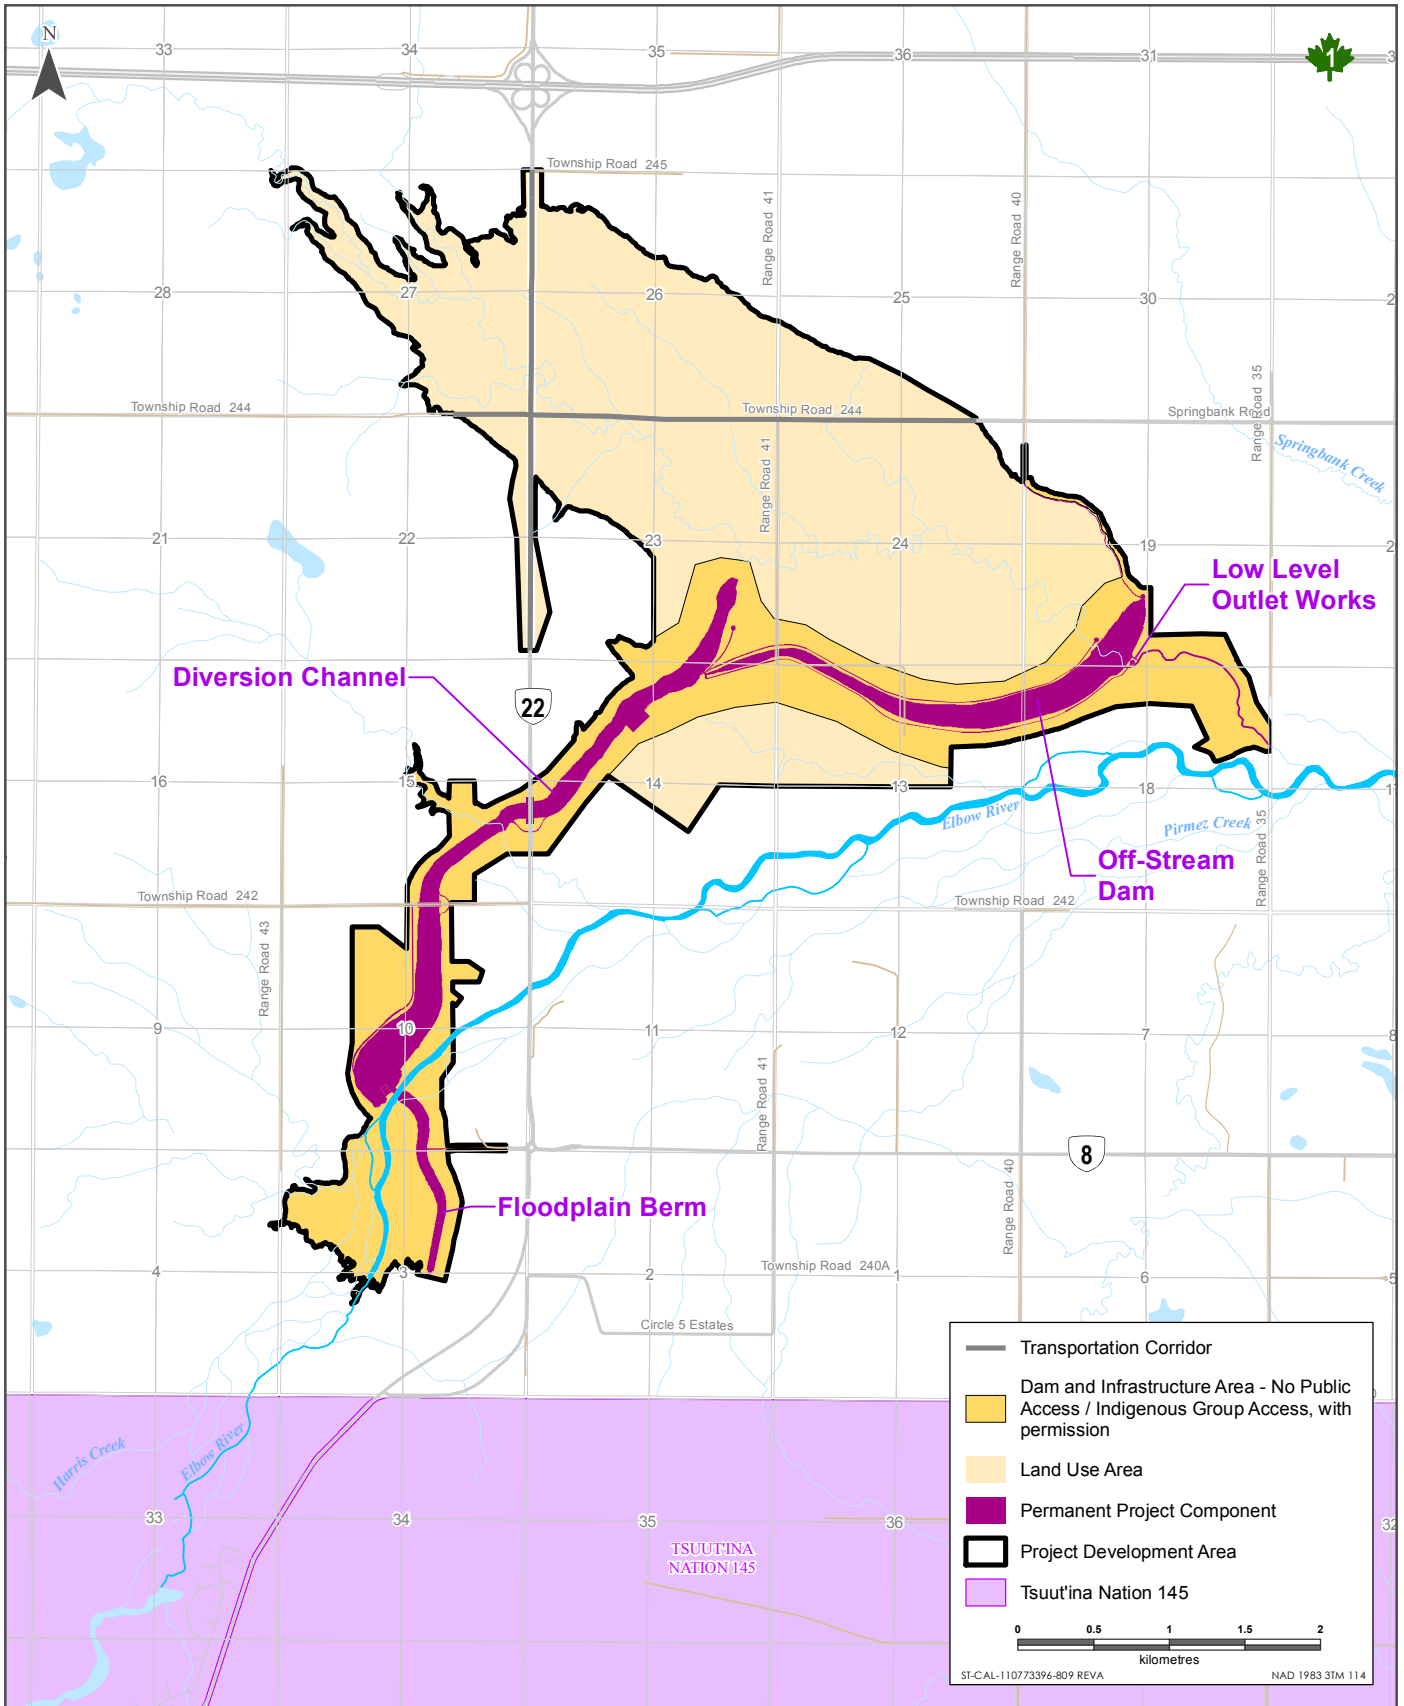 N
33
34
35
36
31
3
1
Township Road 245
Range Road 41
Range Road 40
28
27
26
25
30
2
Township Road 244
Township Road 244
Springbank Road
Range Road 35
Springbank Creek
Range Road 41
21
22
23
24
19
2
Low Level
Outlet Works
Diversion Channel
22
16
15
14
13
18
1
Elbow River
Pirmez Creek
Range Road 35
Off-Stream
Dam
Township Road 242
Township Road 242
Range Road 43
9
10
11
12
7
8
Range Road 41
8
Range Road 40
Floodplain Berm
4
3
2
Township Road 240A
1
6
5
Circle 5 Estates
Harris Creek
Elbow River
33
34
35
36
32
TSUUT'INA
NATION 145
Transportation Corridor
Dam and Infrastructure Area - No Public
Access / Indigenous Group Access, with
permission
Land Use Area
Permanent Project Component
Project Development Area
Tsuut'ina Nation 145
0 0.5 1 1.5 2
kilometres
ST-CAL-110773396-809 REVA
NAD 1983 3TM 114